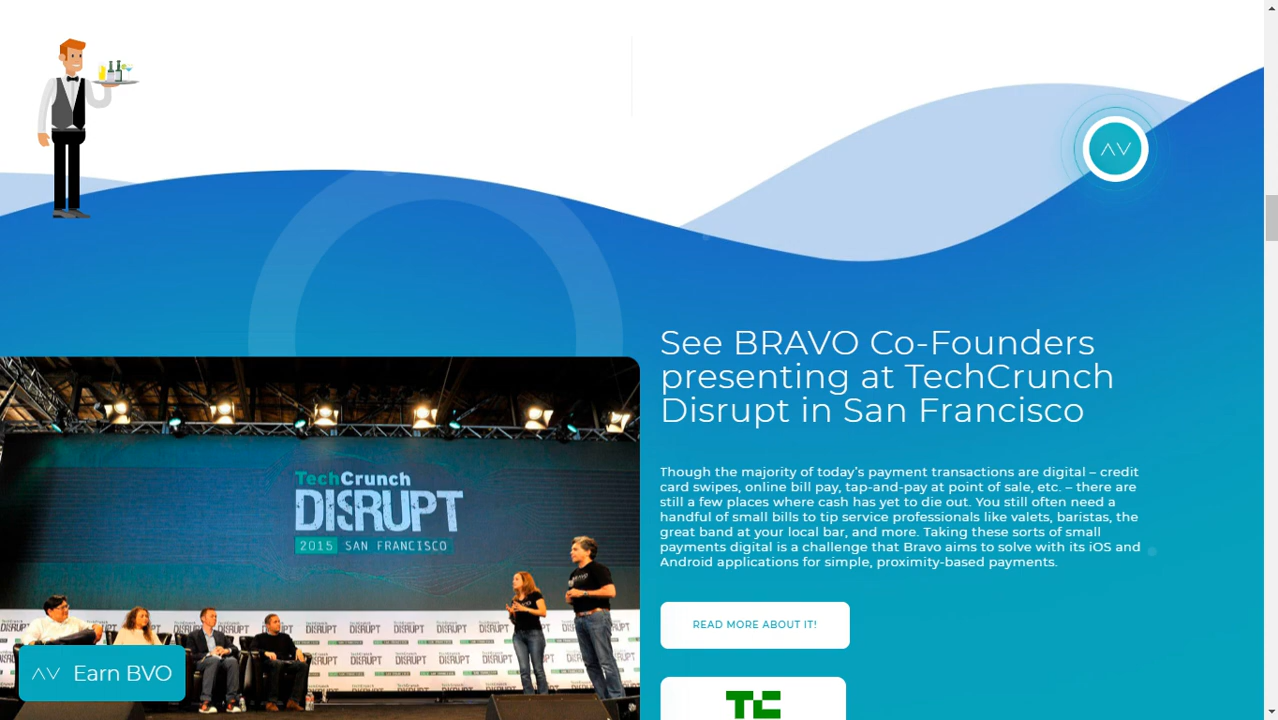 See BRAVO Co-Founders
presenting at TechCrunch
Disrupt in San Francisco
Though the majority of today's payment transactions are digital – credit
card swipes, online bill pay, tap-and-pay at point of sale, etc. – there are
still a few places where cash has yet to die out. You still often need a
handful of small bills to tip service professionals like valets, baristas, the
great band at your local bar, and more. Taking these sorts of small
payments digital is a challenge that Bravo aims to solve with its iOS and
Android applications for simple, proximity-based payments.
READ MORE ABOUT IT!
TC
TechCrunch
DISRUPT
2015 SAN FRANCISCO
Earn BVO